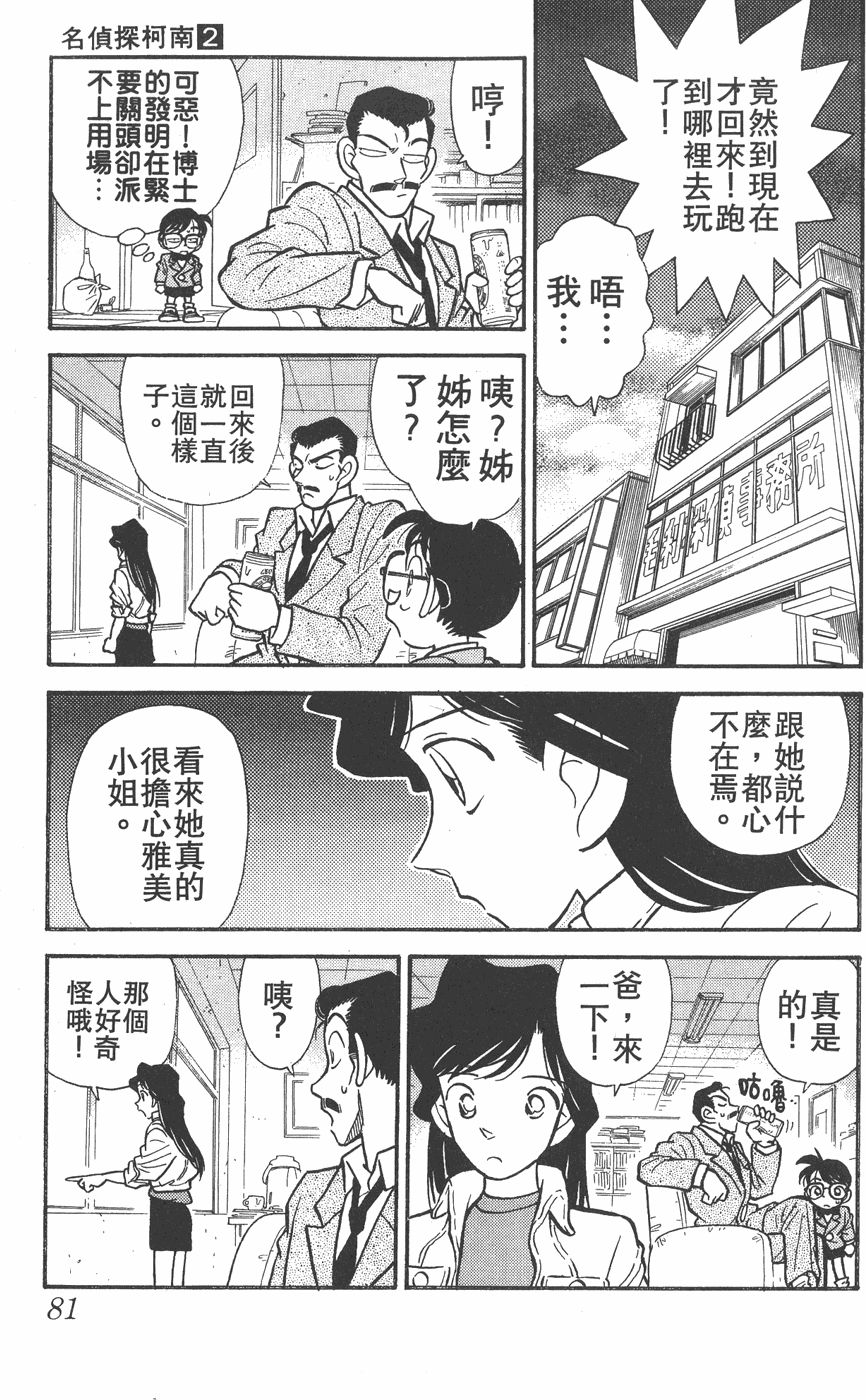 名偵探柯南2
竟然到現在
才回來！跑
到哪裡去玩
了！
唔…
我…
毛利偵探事務所
哼！
可惡！博士
的發明在緊
要關頭卻派
不上用場…
咦？姊
姊怎麼
了？
回來後
就一直
這個樣
子。
跟她說什
麼，都心
不在焉。
看來她真的
很擔心雅美
小姐。
真是
的！
咕嚕
爸，來
一下！
咦？
那個
人好奇
怪哦！
81